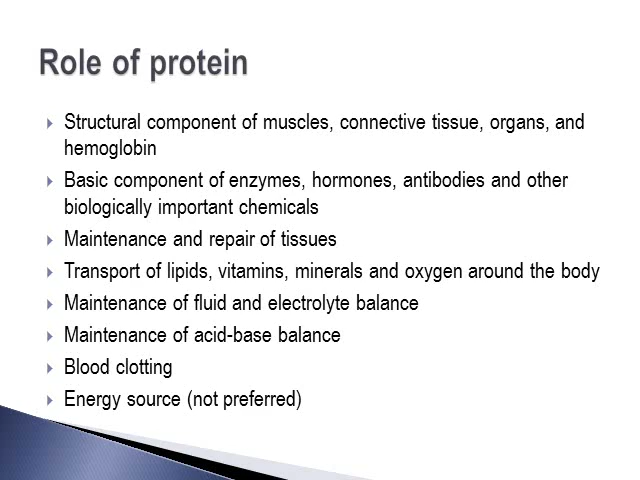 Role of protein
Structural component of muscles, connective tissue, organs, and
hemoglobin
Basic component of enzymes, hormones, antibodies and other
biologically important chemicals
Maintenance and repair of tissues
Transport of lipids, vitamins, minerals and oxygen around the body
Maintenance of fluid and electrolyte balance
Maintenance of acid-base balance
Blood clotting
Energy source (not preferred)